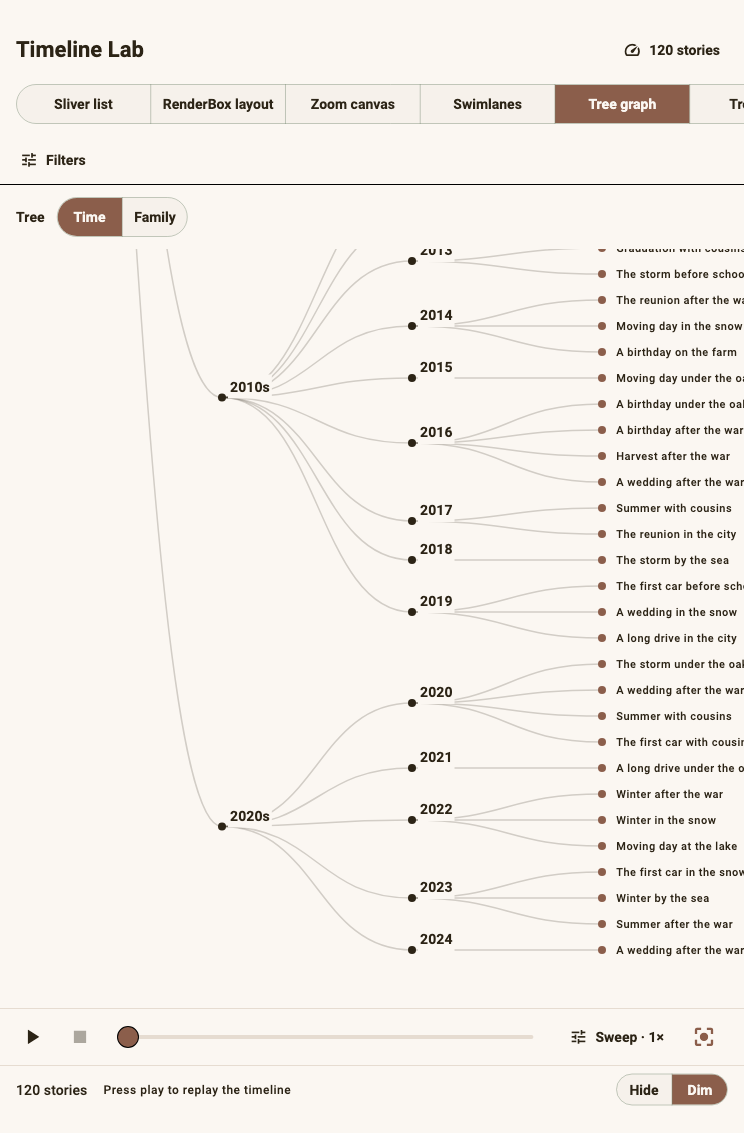 Timeline Lab
120 stories
Sliver list
RenderBox layout
Zoom canvas
Swimlanes
Tree graph
Filters
Tree
Time
Family
2013
Graduation with cousins
The storm before
2014
The reunion after the
Moving day in the snow
A birthday on the farm
2015
Moving day under the
2010s
A birthday under the
2016
A birthday after the war
Harvest after the war
A wedding after the war
2017
Summer with cousins
The reunion in the city
2018
The storm by the sea
2019
The first car before
A wedding in the snow
A long drive in the city
2020
The storm under the
A wedding after the war
Summer with cousins
The first car with
2021
A long drive under the
2020s
2022
Winter after the war
Winter in the snow
Moving day at the lake
2023
The first car in the snow
Winter by the sea
Summer after the war
2024
A wedding after the war
Sweep · 1×
120 stories
Press play to replay the timeline
Hide
Dim